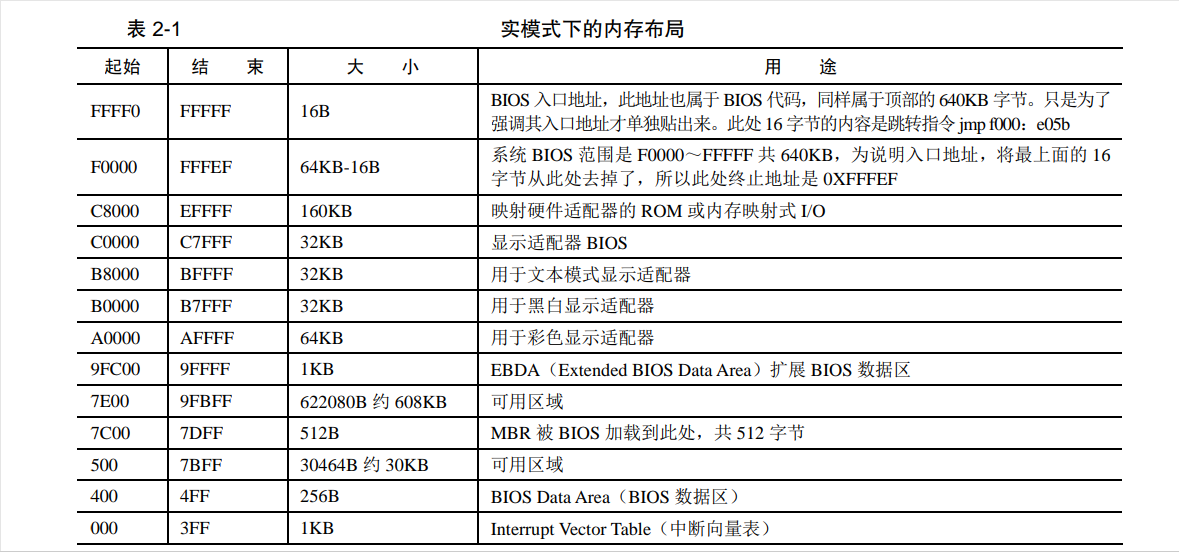 表 2-1 实模式下的内存布局
起始 结 束 大 小 用 途
FFFF0 FFFFF 16B BIOS 入口地址，此地址也属于 BIOS 代码，同样属于顶部的 640KB 字节。只是为了
强调其入口地址才单独贴出来。此处 16 字节的内容是跳转指令 jmp f000：e05b
F0000 FFFEF 64KB-16B 系统 BIOS 范围是 F0000～FFFFF 共 640KB，为说明入口地址，将最上面的 16
字节从此处去掉了，所以此处终止地址是 0XFFFEF
C8000 EFFFF 160KB 映射硬件适配器的 ROM 或内存映射式 I/O
C0000 C7FFF 32KB 显示适配器 BIOS
B8000 BFFFF 32KB 用于文本模式显示适配器
B0000 B7FFF 32KB 用于黑白显示适配器
A0000 AFFFF 64KB 用于彩色显示适配器
9FC00 9FFFF 1KB EBDA（Extended BIOS Data Area）扩展 BIOS 数据区
7E00 9FBFF 622080B 约 608KB 可用区域
7C00 7DFF 512B MBR 被 BIOS 加载到此处，共 512 字节
500 7BFF 30464B 约 30KB 可用区域
400 4FF 256B BIOS Data Area（BIOS 数据区）
000 3FF 1KB Interrupt Vector Table（中断向量表）